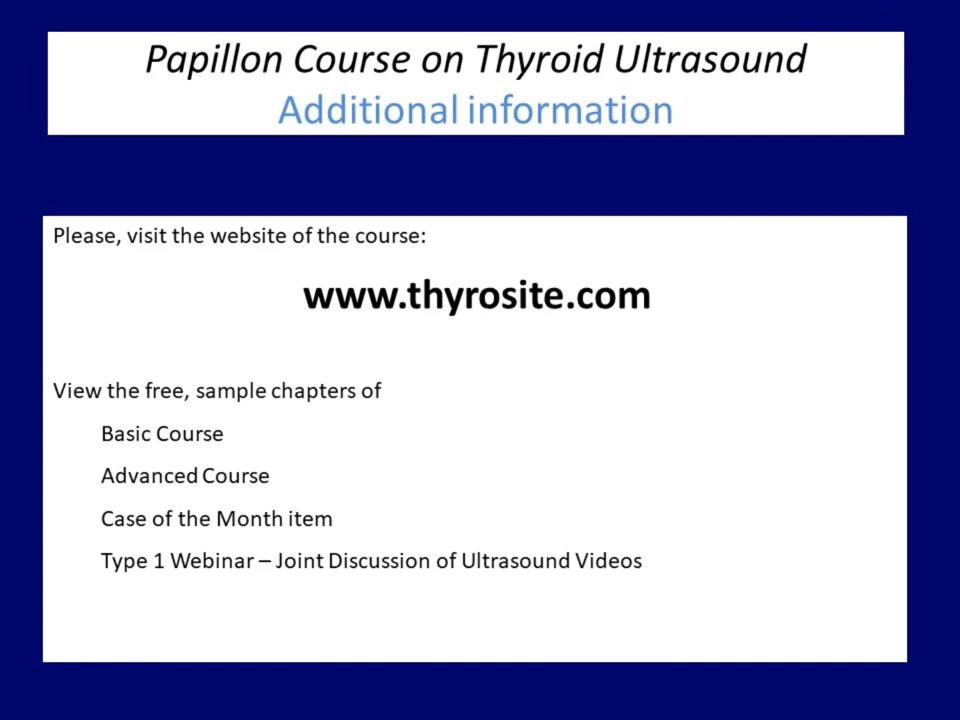 Papillon Course on Thyroid Ultrasound
Additional information
Please, visit the website of the course:
www.thyrosite.com
View the free, sample chapters of
Basic Course
Advanced Course
Case of the Month item
Type 1 Webinar – Joint Discussion of Ultrasound Videos